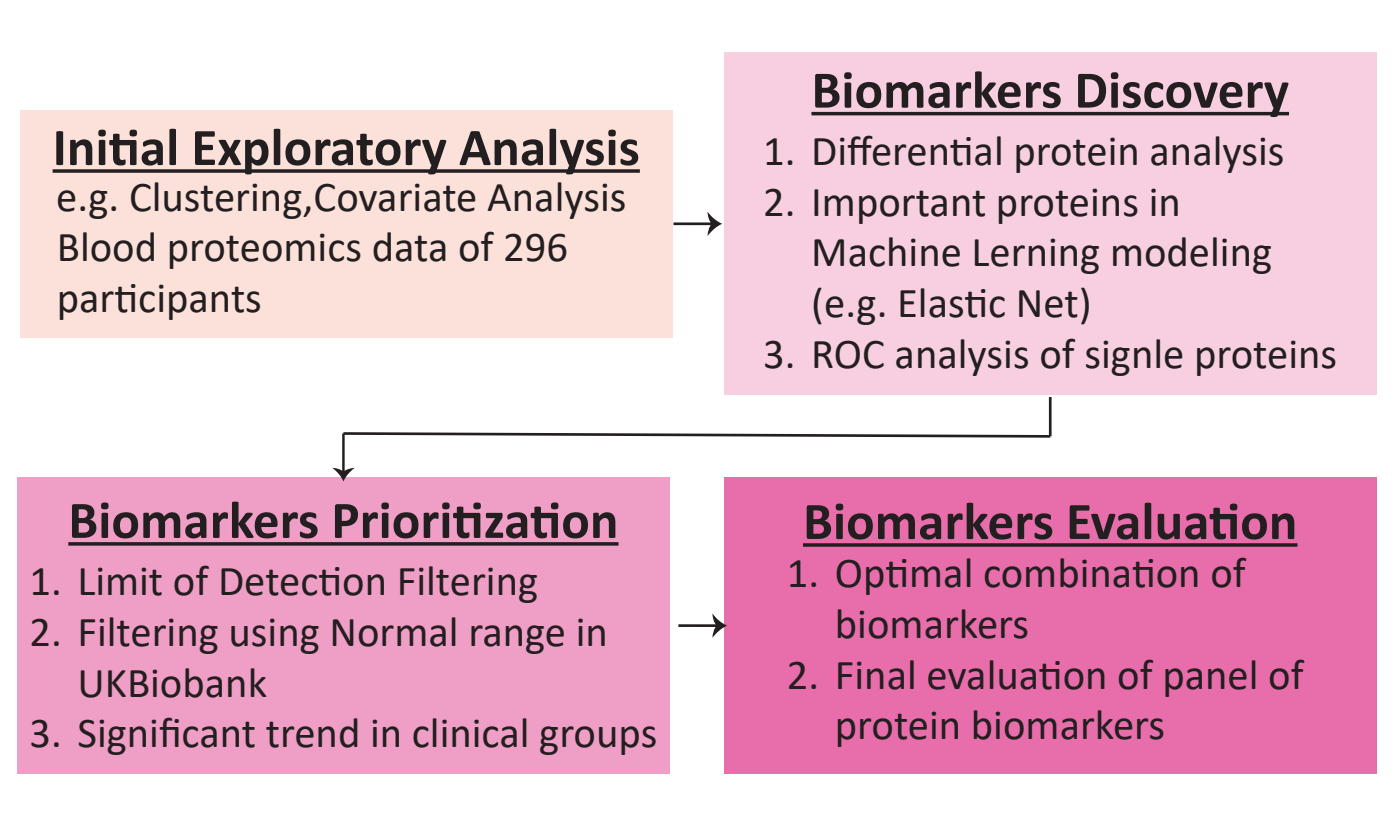 Initial Exploratory Analysis
e.g. Clustering,Covariate Analysis
Blood proteomics data of 296
participants
Biomarkers Discovery
1. Differential protein analysis
2. Important proteins in
Machine Lerning modeling
(e.g. Elastic Net)
3. ROC analysis of signle proteins
Biomarkers Prioritization
1. Limit of Detection Filtering
2. Filtering using Normal range in
UKBiobank
3. Significant trend in clinical groups
Biomarkers Evaluation
1. Optimal combination of
biomarkers
2. Final evaluation of panel of
protein biomarkers